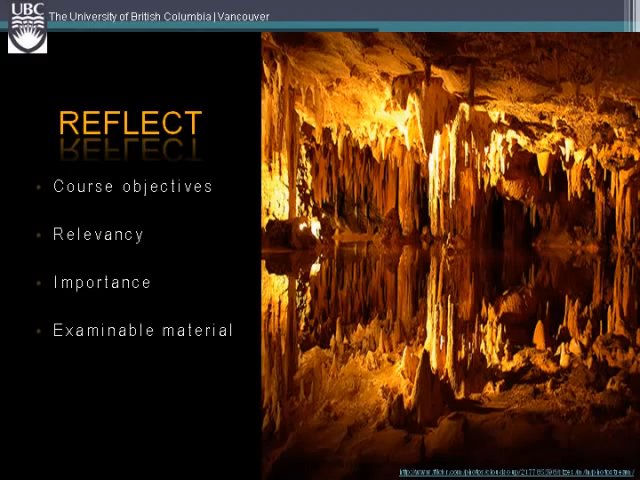 UBC
The University of British Columbia | Vancouver
REFLECT
• Course objectives
• Relevancy
• Importance
• Examinable material